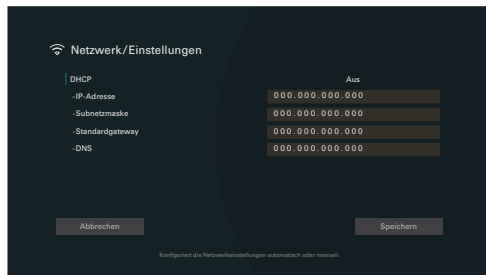 Netzwerk/Einstellungen
DHCP Aus
-IP-Adresse 000.000.000.000
-Subnetzmaske 000.000.000.000
-Standardgateway 000.000.000.000
-DNS 000.000.000.000
Abbrechen Speichern
Konfiguriert die Netzwerkeinstellungen automatisch oder manuell.